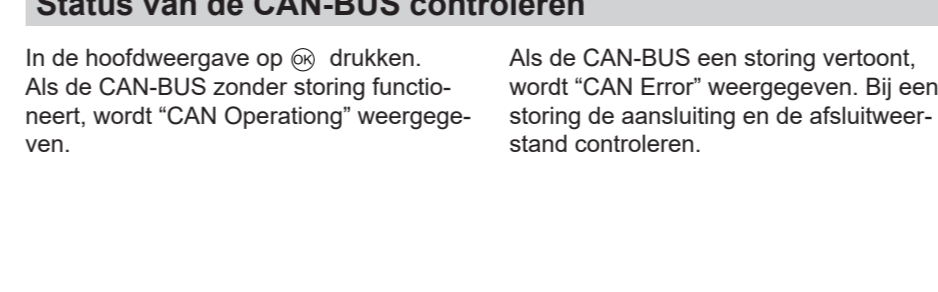 Status van de CAN-BUS controleren
In de hoofdweergave op OK drukken.
Als de CAN-BUS zonder storing functio-
neert, wordt “CAN Operationg” weergege-
ven.
Als de CAN-BUS een storing vertoont,
wordt “CAN Error” weergegeven. Bij een
storing de aansluiting en de afsluitweer-
stand controleren.